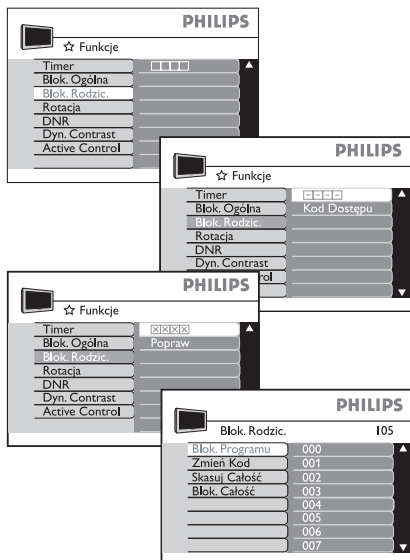 PHILIPS
☆ Funkcje
Timer
Blok. Ogólna
Blok. Rodzic.
Rotacja
DNR
Dyn. Contrast
Active Control
PHILIPS
☆ Funkcje
Timer – – – –
Blok. Ogólna Kod Dostępu
Blok. Rodzic.
Rotacja
DNR
Dyn. Contrast
rol
PHILIPS
☆ Funkcje
Timer XXXX
Blok. Ogólna Popraw
Blok. Rodzic.
Rotacja
DNR
Dyn. Contrast
Active Control
PHILIPS
Blok. Rodzic. 105
Blok. Programu 000
Zmień Kod 001
Skasuj Całość 002
Blok. Całość 003
004
005
006
007